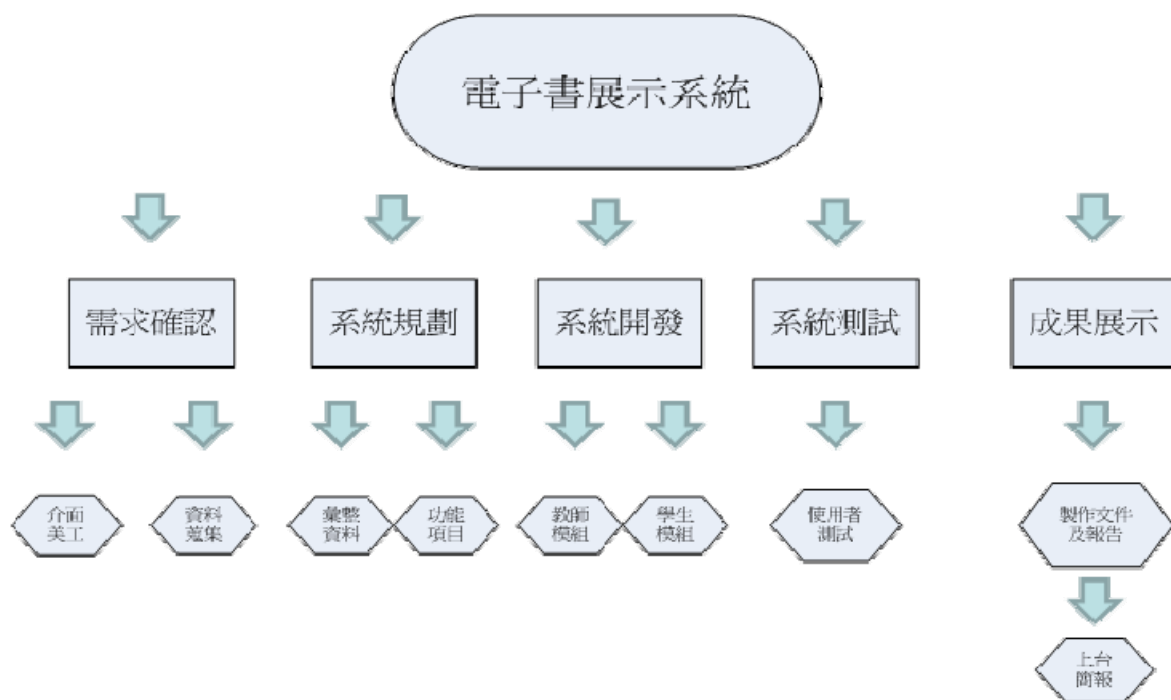 電子書展示系統
需求確認
系統規劃
系統開發
系統測試
成果展示
介面
美工
資料
蒐集
彙整
資料
功能
項目
教師
模組
學生
模組
使用者
測試
製作文件
及報告
上台
簡報